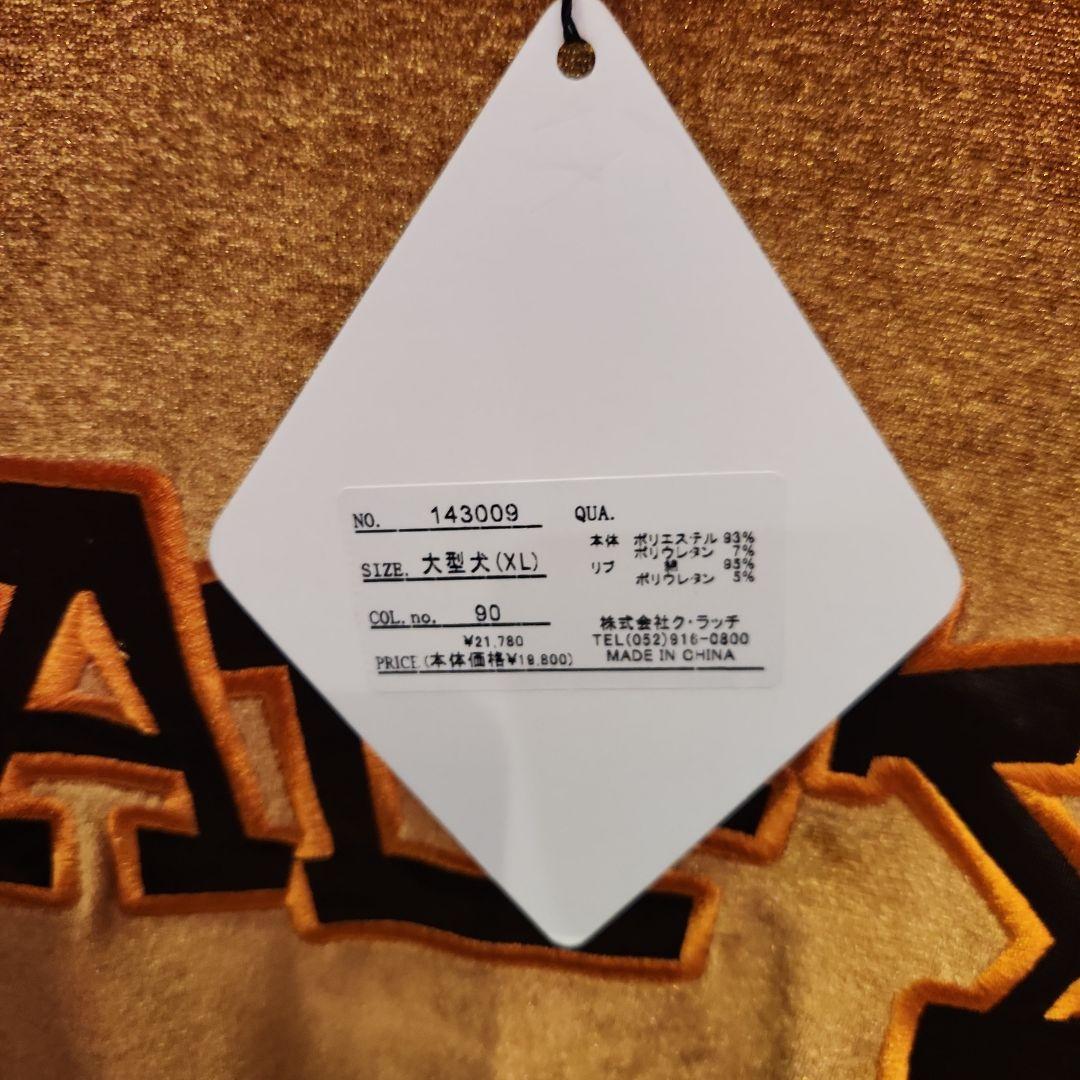 NO. 143009
SIZE. 大型犬(XL)
COL. no. 90
¥21,780
PRICE (本体価格¥19,800)
QUA.
本体 ポリエステル 93%
ポリウレタン 7%
リブ 綿 95%
ポリウレタン 5%
株式会社ク・ラッチ
TEL(052)916-0800
MADE IN CHINA